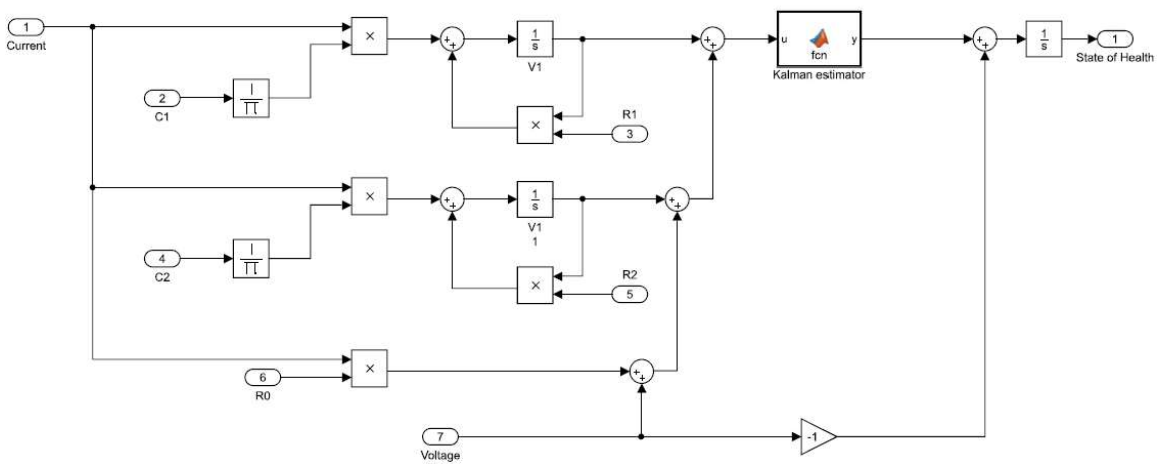 1
Current
×
++
1
s
V1
++
u
fcn
y
Kalman estimator
++
1
s
1
State of Health
2
C1
1
∏
×
R1
3
×
++
1
s
V1
1
++
4
C2
1
∏
×
R2
5
×
++
6
R0
7
Voltage
-1